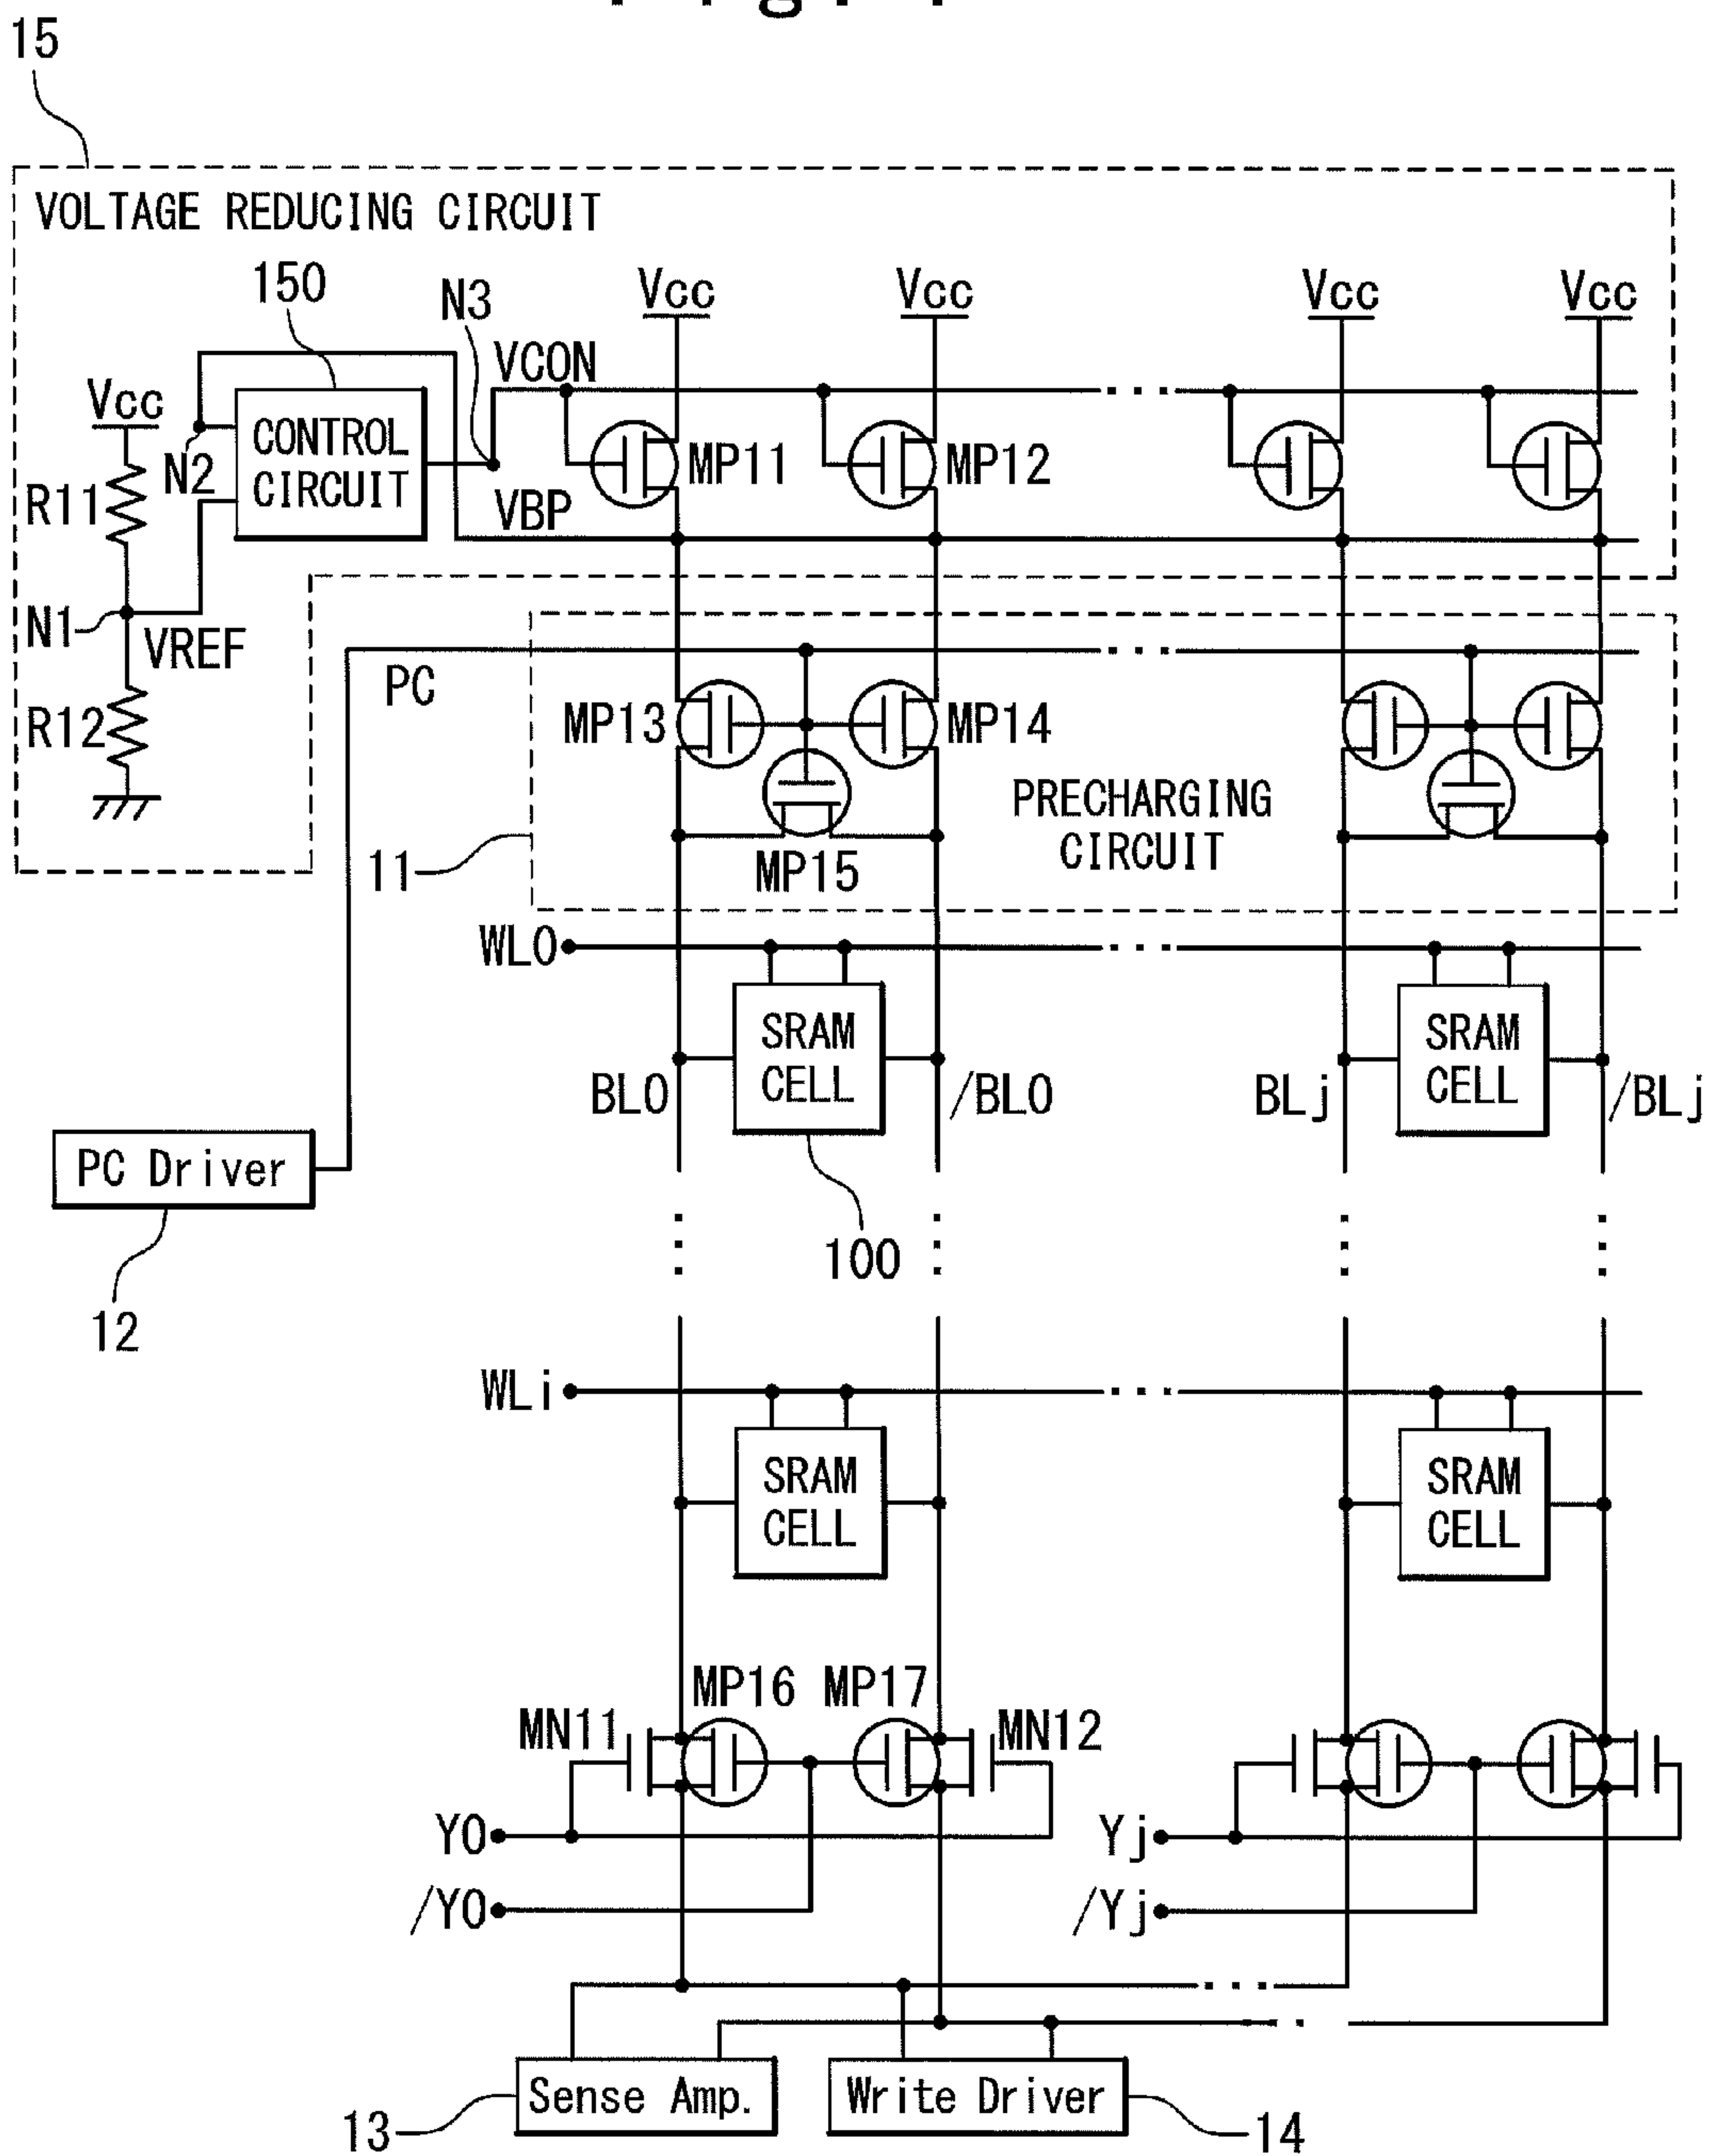 15
VOLTAGE REDUCING CIRCUIT
150
N3
Vcc
Vcc
Vcc
Vcc
VCON
Vcc
N2
CONTROL
CIRCUIT
MP11
MP12
R11
VBP
N1
VREF
PC
R12
MP13
MP14
PRECHARGING
CIRCUIT
11
MP15
WL0
SRAM
CELL
SRAM
CELL
BL0
/BL0
BLj
/BLj
PC Driver
100
12
WLi
SRAM
CELL
SRAM
CELL
MP16
MP17
MN11
MN12
Y0
Yj
/Y0
/Yj
Sense Amp.
Write Driver
13
14